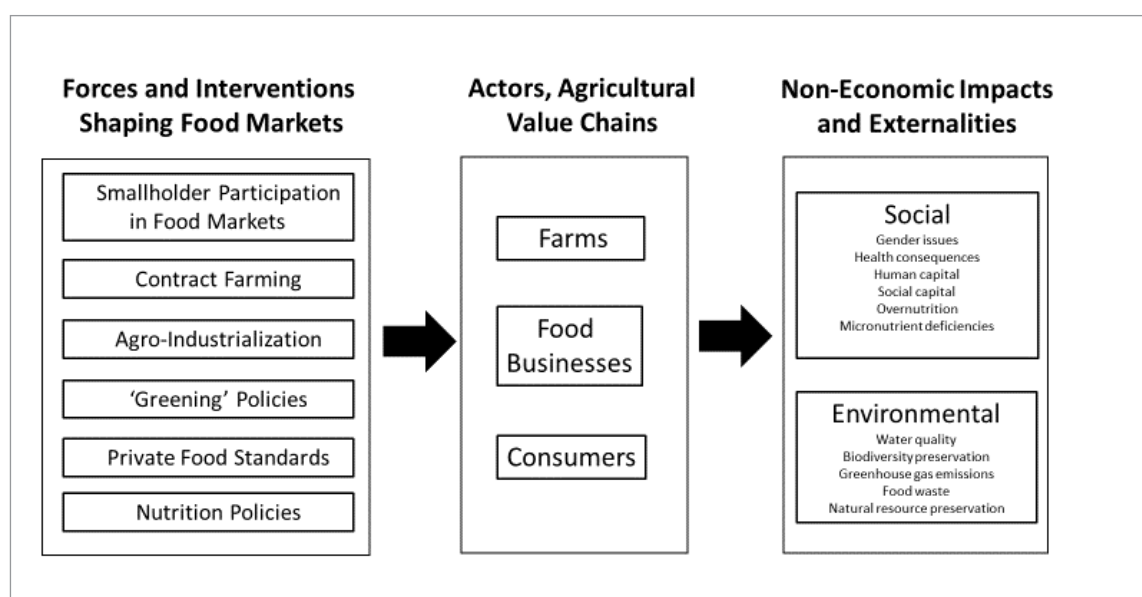 Forces and Interventions
Shaping Food Markets
Smallholder Participation
in Food Markets
Contract Farming
Agro-Industrialization
‘Greening’ Policies
Private Food Standards
Nutrition Policies
Actors, Agricultural
Value Chains
Farms
Food
Businesses
Consumers
Non-Economic Impacts
and Externalities
Social
Gender issues
Health consequences
Human capital
Social capital
Overnutrition
Micronutrient deficiencies
Environmental
Water quality
Biodiversity preservation
Greenhouse gas emissions
Food waste
Natural resource preservation